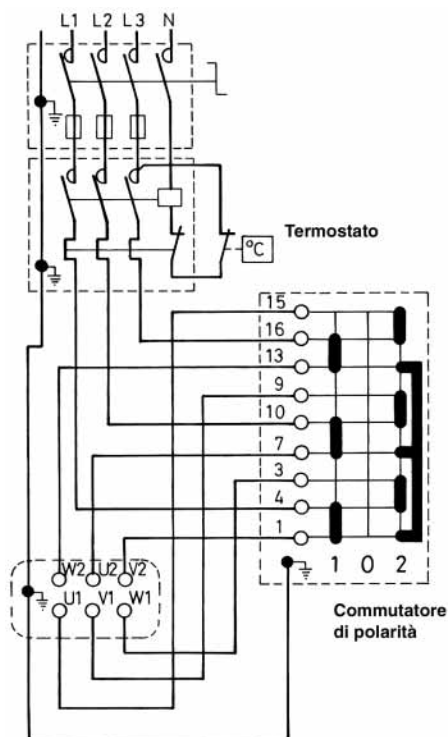 L1 L2 L3 N
Termostato
°C
15
16
13
9
10
7
3
4
1
1 0 2
W2 U2 V2
U1 V1 W1
Commutatore
di polarità